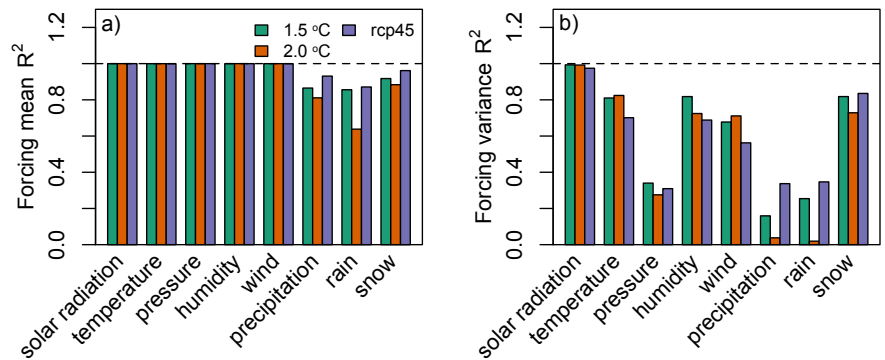 a)
1.5 °C
rcp45
2.0 °C
Forcing mean R²
0.0
0.4
0.8
1.2
solar radiation
temperature
pressure
humidity
wind
precipitation
rain
snow
b)
Forcing variance R²
0.0
0.4
0.8
1.2
solar radiation
temperature
pressure
humidity
wind
precipitation
rain
snow